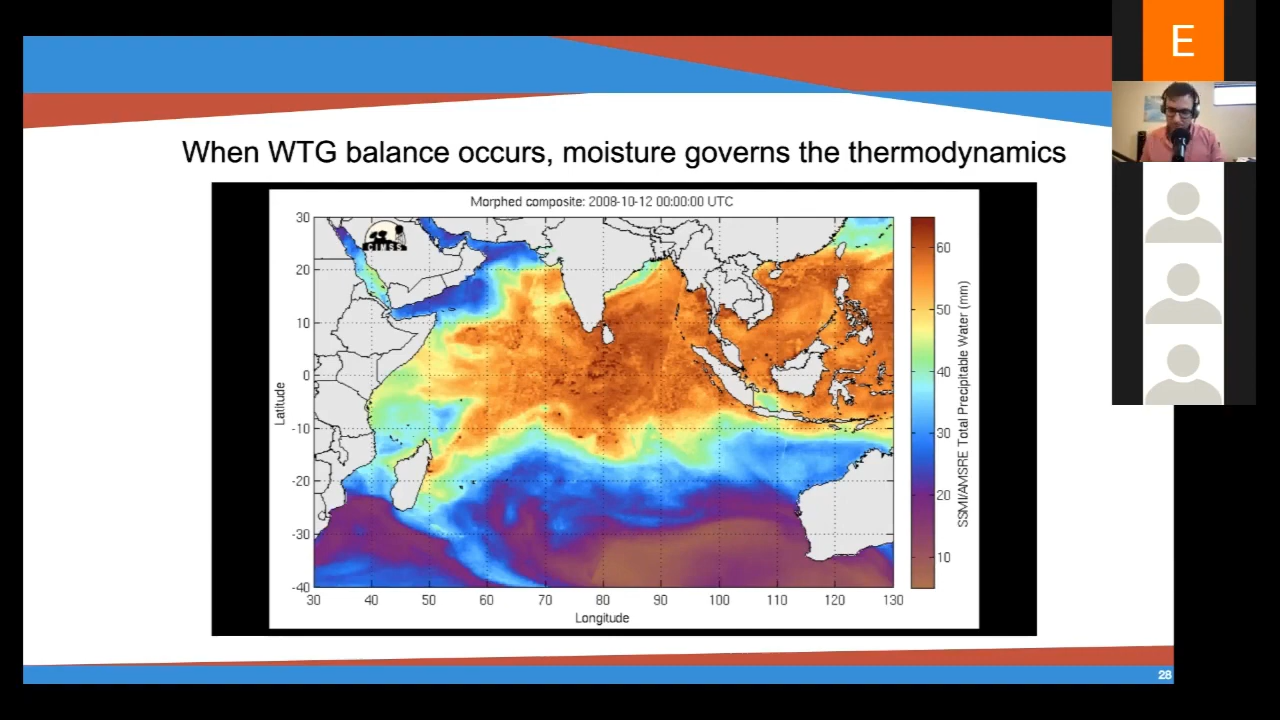 E
When WTG balance occurs, moisture governs the thermodynamics
Morphed composite: 2008-10-12 00:00:00 UTC
CIMSS
30
20
10
0
-10
-20
-30
-40
Latitude
30 40 50 60 70 80 90 100 110 120 130
Longitude
60
50
40
30
20
10
SSMI/AMSRE Total Precipitable Water (mm)
28